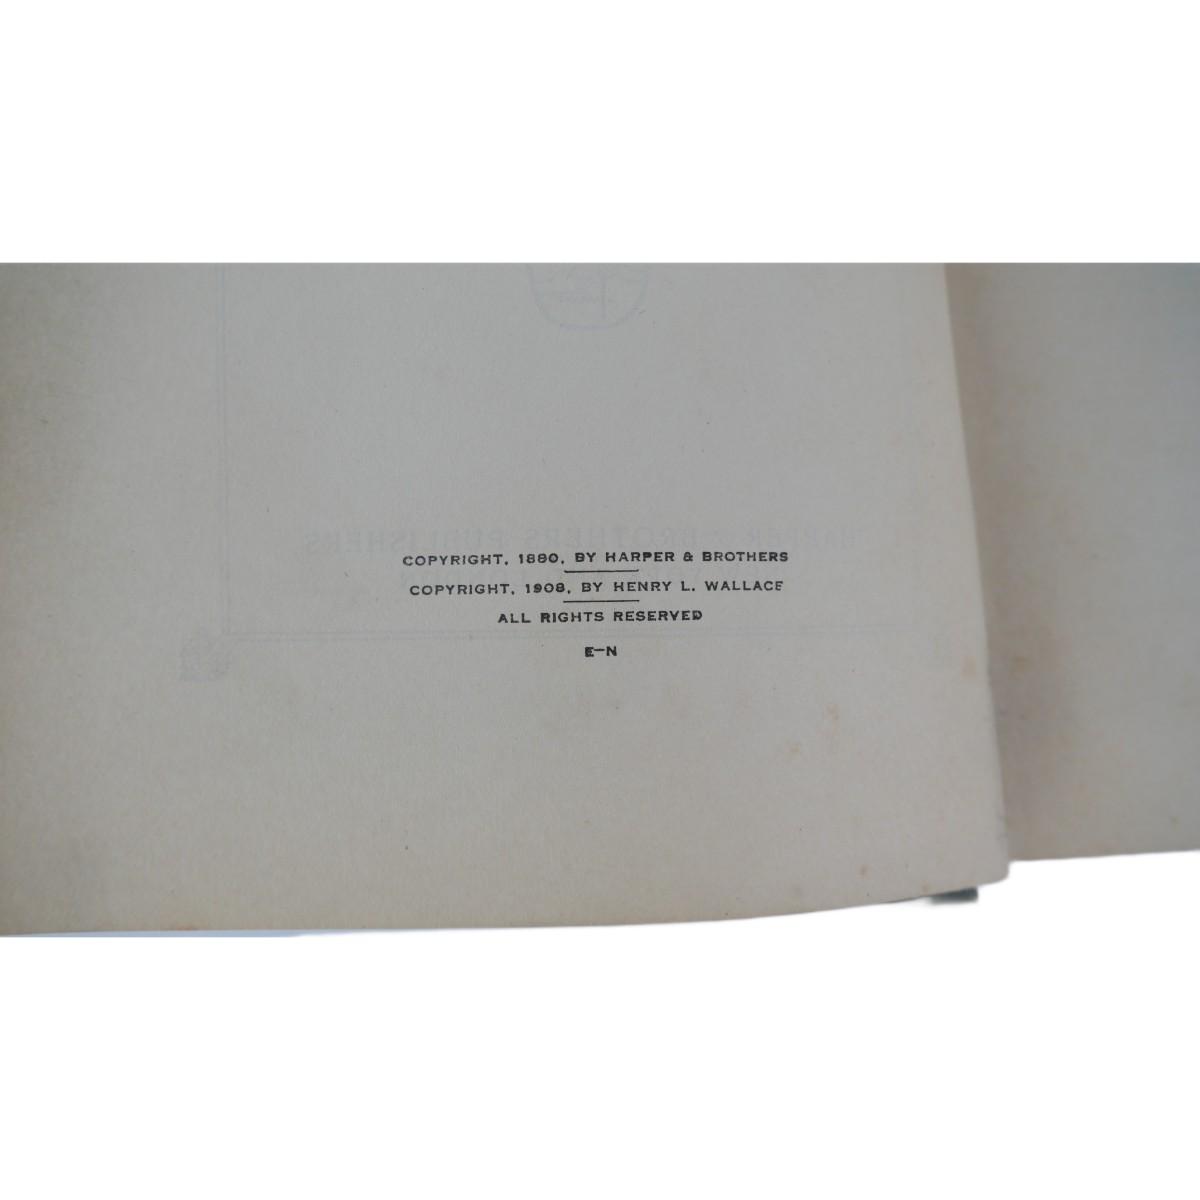 COPYRIGHT, 1880, BY HARPER & BROTHERS
COPYRIGHT, 1908, BY HENRY L. WALLACE
ALL RIGHTS RESERVED
E—N